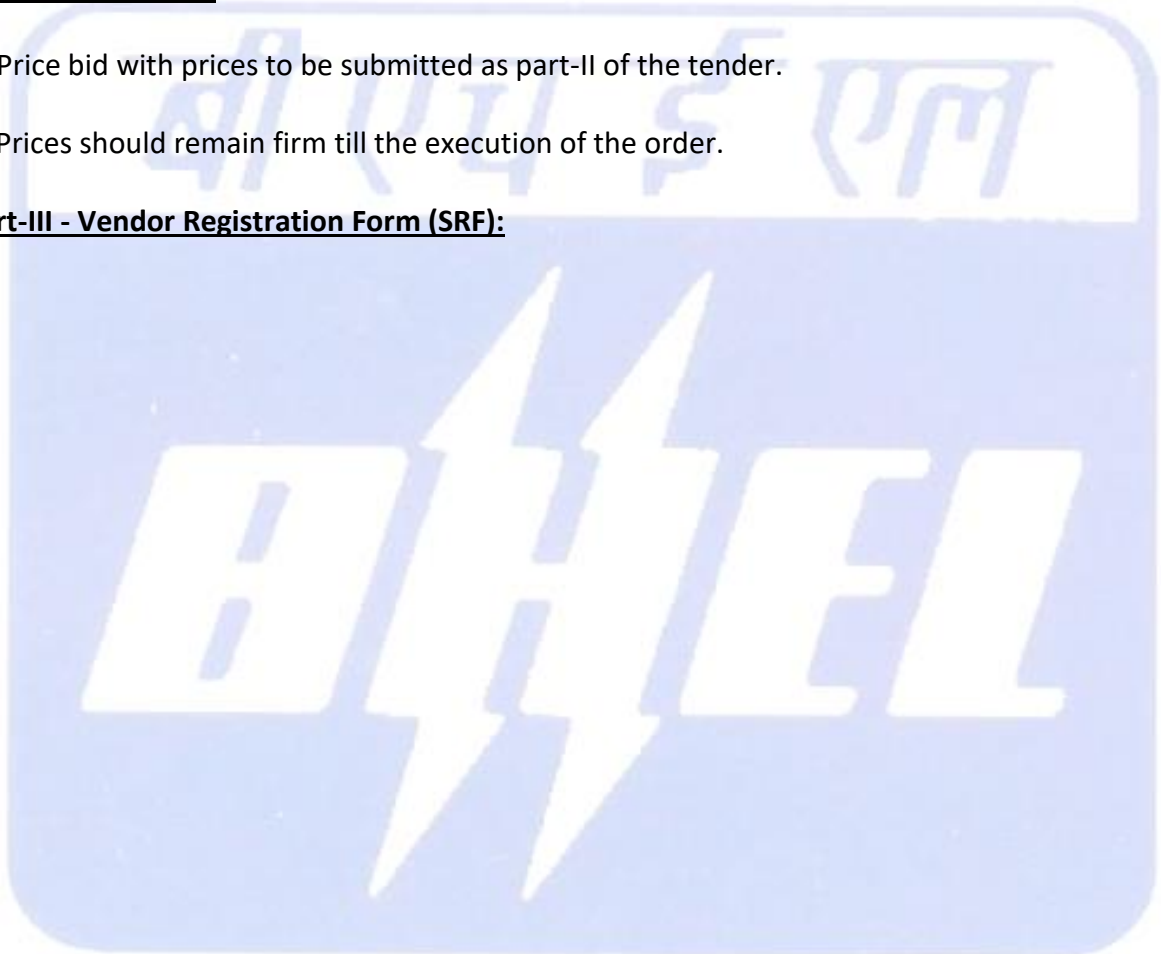 Price bid with prices to be submitted as part-II of the tender.
बी एच ई एल
Prices should remain firm till the execution of the order.
rt-III - Vendor Registration Form (SRF):
BHEL